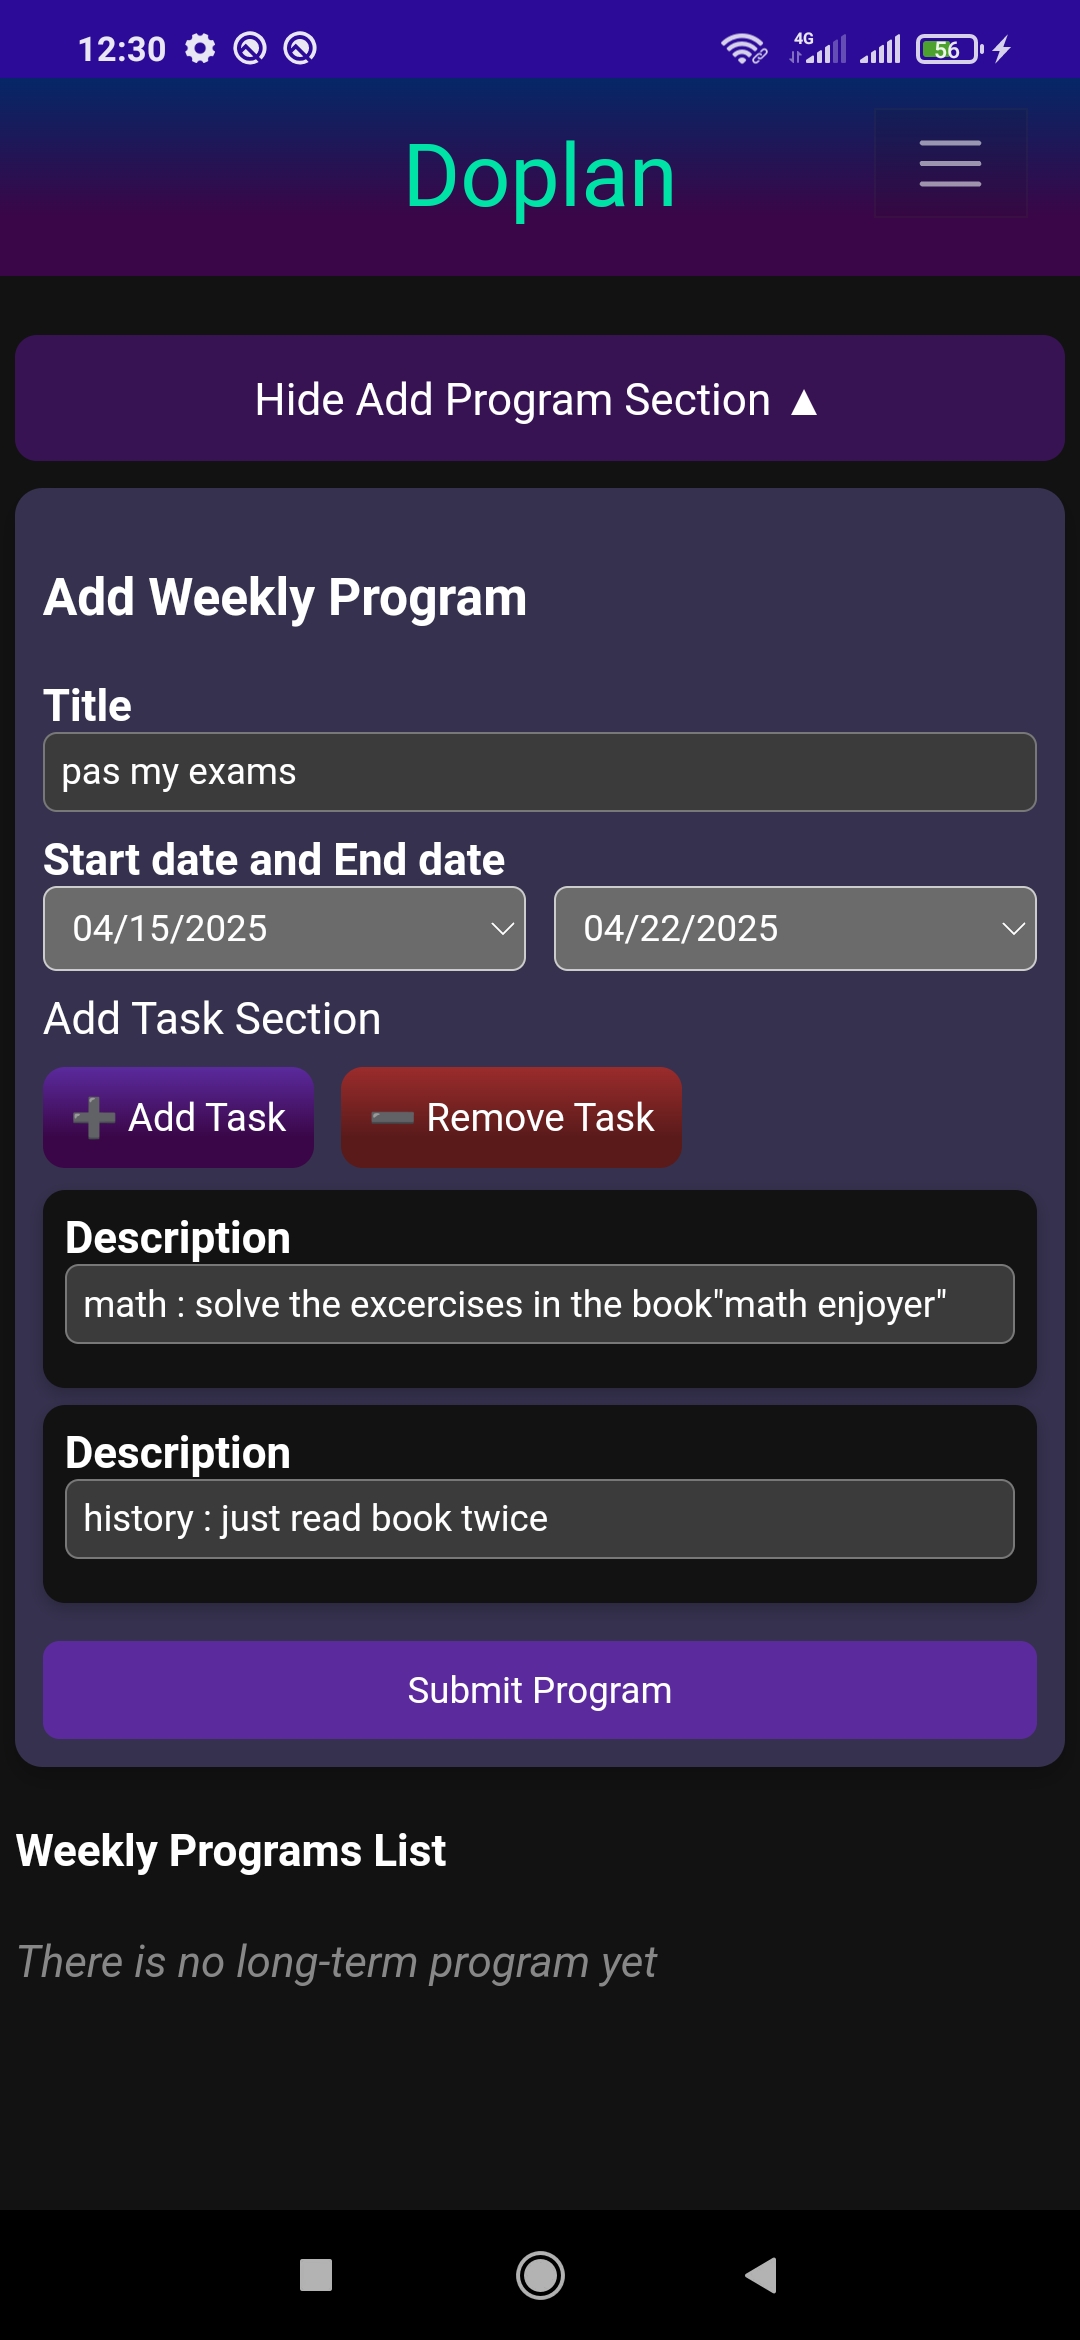 12:30 4G 56
Doplan
Hide Add Program Section ▲
Add Weekly Program
Title
pas my exams
Start date and End date
04/15/2025 04/22/2025
Add Task Section
➕ Add Task ➖ Remove Task
Description
math : solve the excercises in the book"math enjoyer"
Description
history : just read book twice
Submit Program
Weekly Programs List
There is no long-term program yet